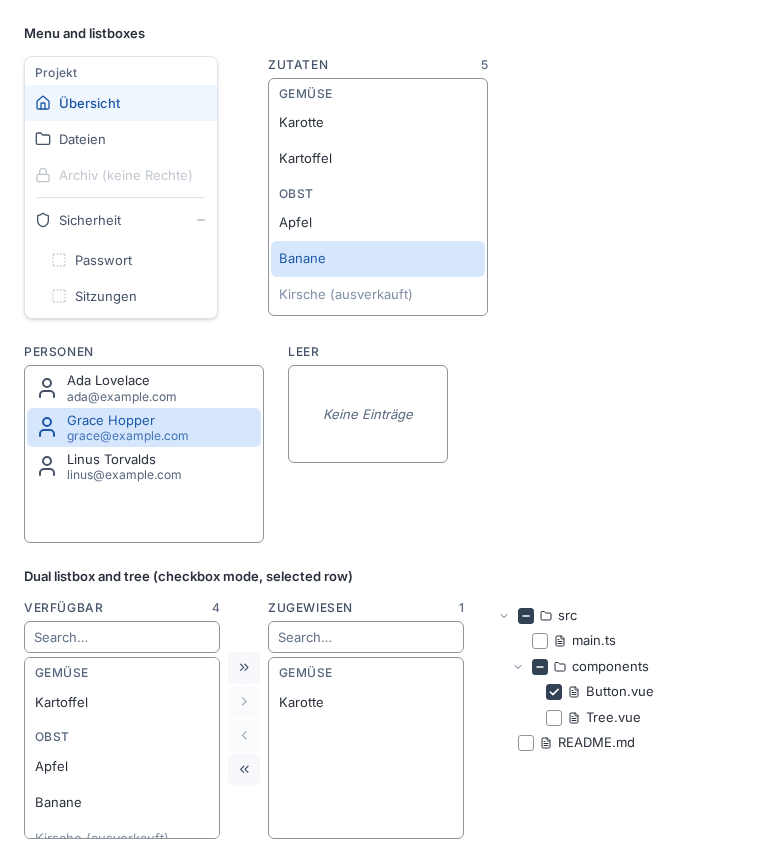 Menu and listboxes
Projekt
Übersicht
Dateien
Archiv (keine Rechte)
Sicherheit
Passwort
Sitzungen
ZUTATEN 5
GEMÜSE
Karotte
Kartoffel
OBST
Apfel
Banane
Kirsche (ausverkauft)
PERSONEN
Ada Lovelace
ada@example.com
Grace Hopper
grace@example.com
Linus Torvalds
linus@example.com
LEER
Keine Einträge
Dual listbox and tree (checkbox mode, selected row)
VERFÜGBAR 4
Search...
GEMÜSE
Kartoffel
OBST
Apfel
Banane
Kirsche (ausverkauft)
ZUGEWIESEN 1
Search...
GEMÜSE
Karotte
src
main.ts
components
Button.vue
Tree.vue
README.md